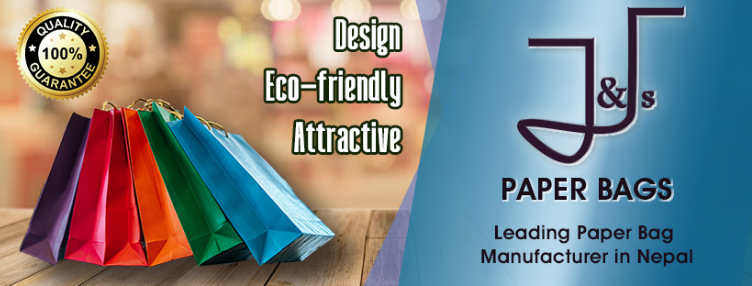 QUALITY
100%
GUARANTEE
Design
Eco-friendly
Attractive
J&Js
PAPER BAGS
Leading Paper Bag
Manufacturer in Nepal